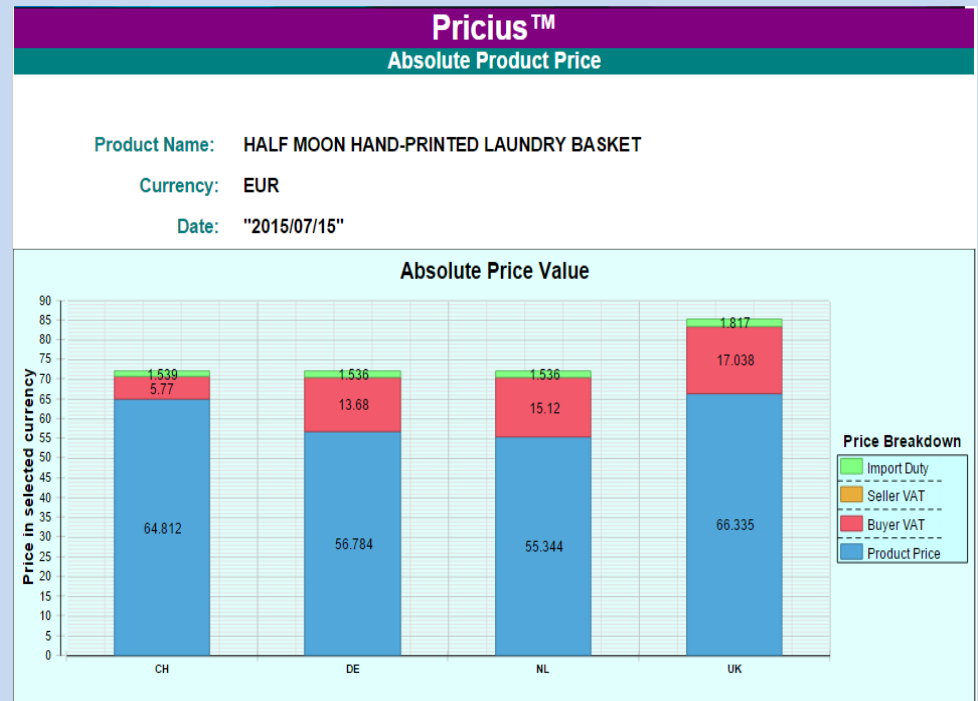 Pricius™
Absolute Product Price
Product Name: HALF MOON HAND-PRINTED LAUNDRY BASKET
Currency: EUR
Date: "2015/07/15"
Absolute Price Value
Price in selected currency
90
85
80
75
70
65
60
55
50
45
40
35
30
25
20
15
10
5
0
1.539
5.77
64.812
1.536
13.68
56.784
1.536
15.12
55.344
1.817
17.038
66.335
CH
DE
NL
UK
Price Breakdown
Import Duty
Seller VAT
Buyer VAT
Product Price